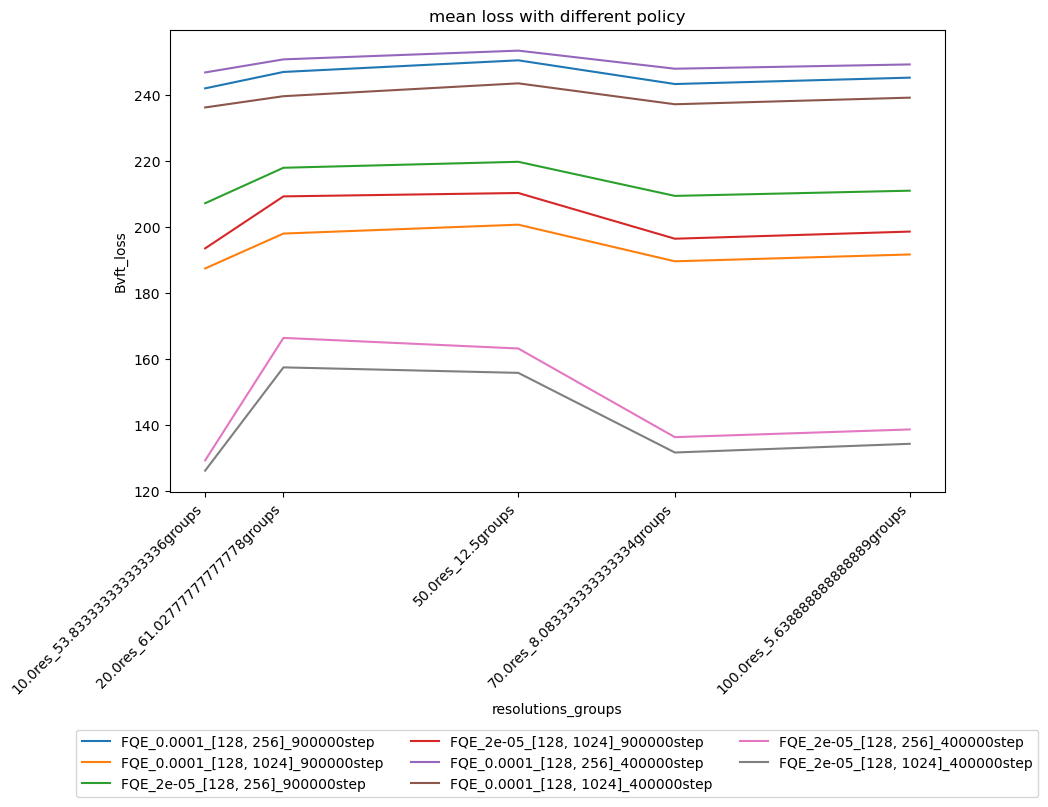 mean loss with different policy
Bvft_loss
240
220
200
180
160
140
120
10.0res_53.833333333333336groups
20.0res_61.02777777777778groups
50.0res_12.5groups
70.0res_8.083333333333334groups
100.0res_5.638888888888889groups
resolutions_groups
FQE_0.0001_[128, 256]_900000step
FQE_0.0001_[128, 1024]_900000step
FQE_2e-05_[128, 256]_900000step
FQE_2e-05_[128, 1024]_900000step
FQE_0.0001_[128, 256]_400000step
FQE_0.0001_[128, 1024]_400000step
FQE_2e-05_[128, 256]_400000step
FQE_2e-05_[128, 1024]_400000step